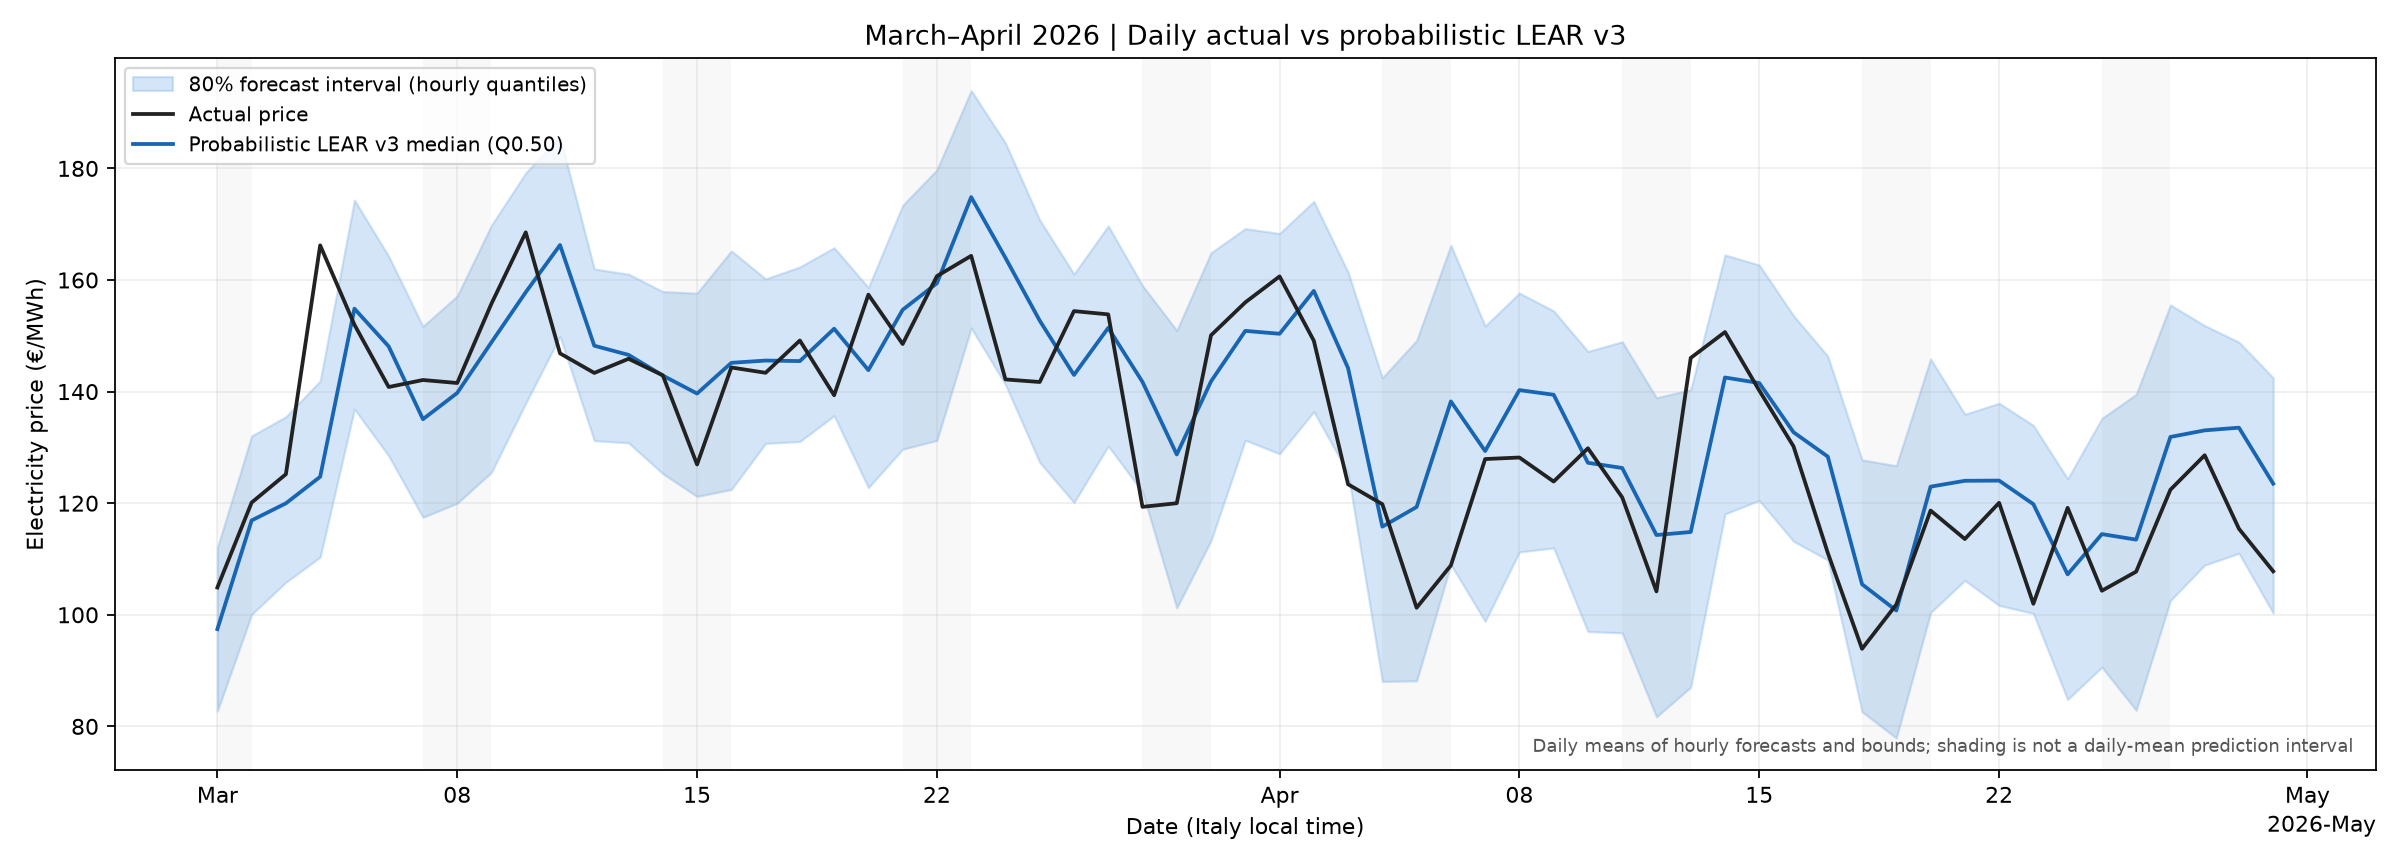 March–April 2026 | Daily actual vs probabilistic LEAR v3
80% forecast interval (hourly quantiles)
Actual price
Probabilistic LEAR v3 median (Q0.50)
Electricity price (€/MWh)
180
160
140
120
100
80
Daily means of hourly forecasts and bounds; shading is not a daily-mean prediction interval
Mar 08 15 22 Apr 08 15 22 May
2026-May
Date (Italy local time)